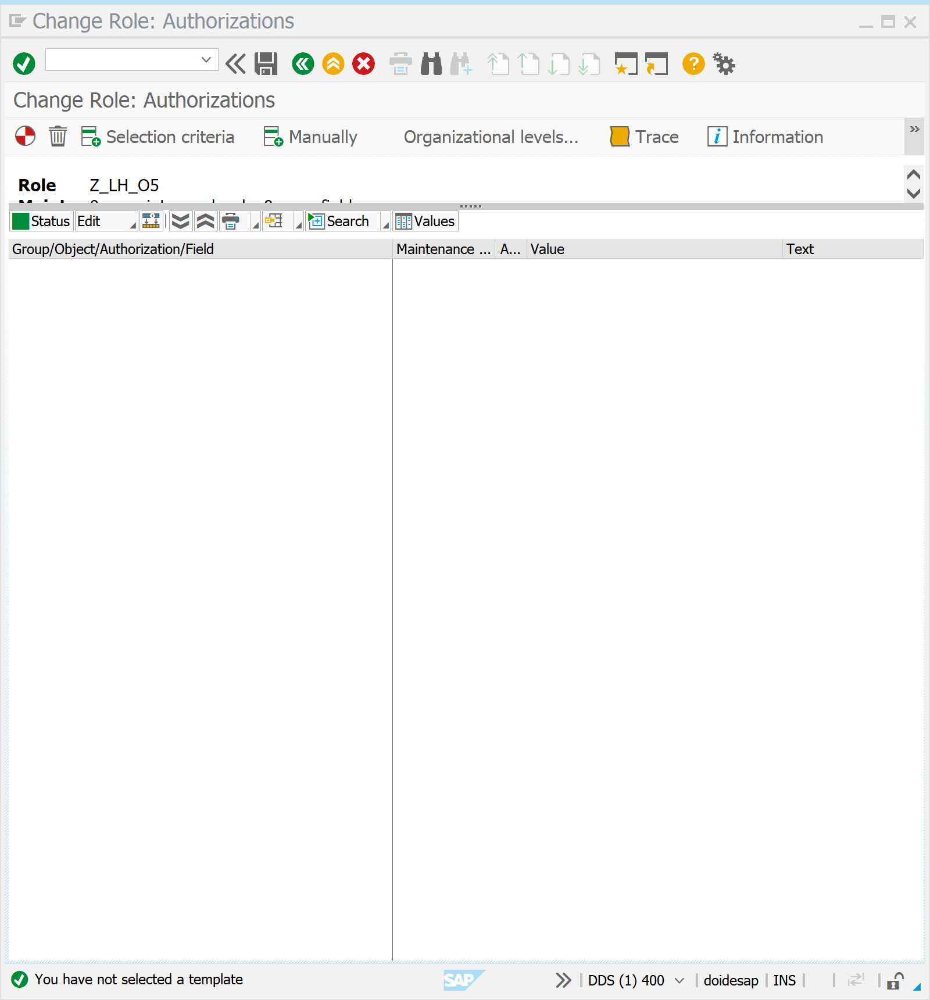 Change Role: Authorizations
Change Role: Authorizations
Selection criteria Manually Organizational levels... Trace Information
Role Z_LH_O5
Status Edit Search Values
Group/Object/Authorization/Field Maintenance ... A... Value Text
You have not selected a template SAP DDS (1) 400 doidesap INS